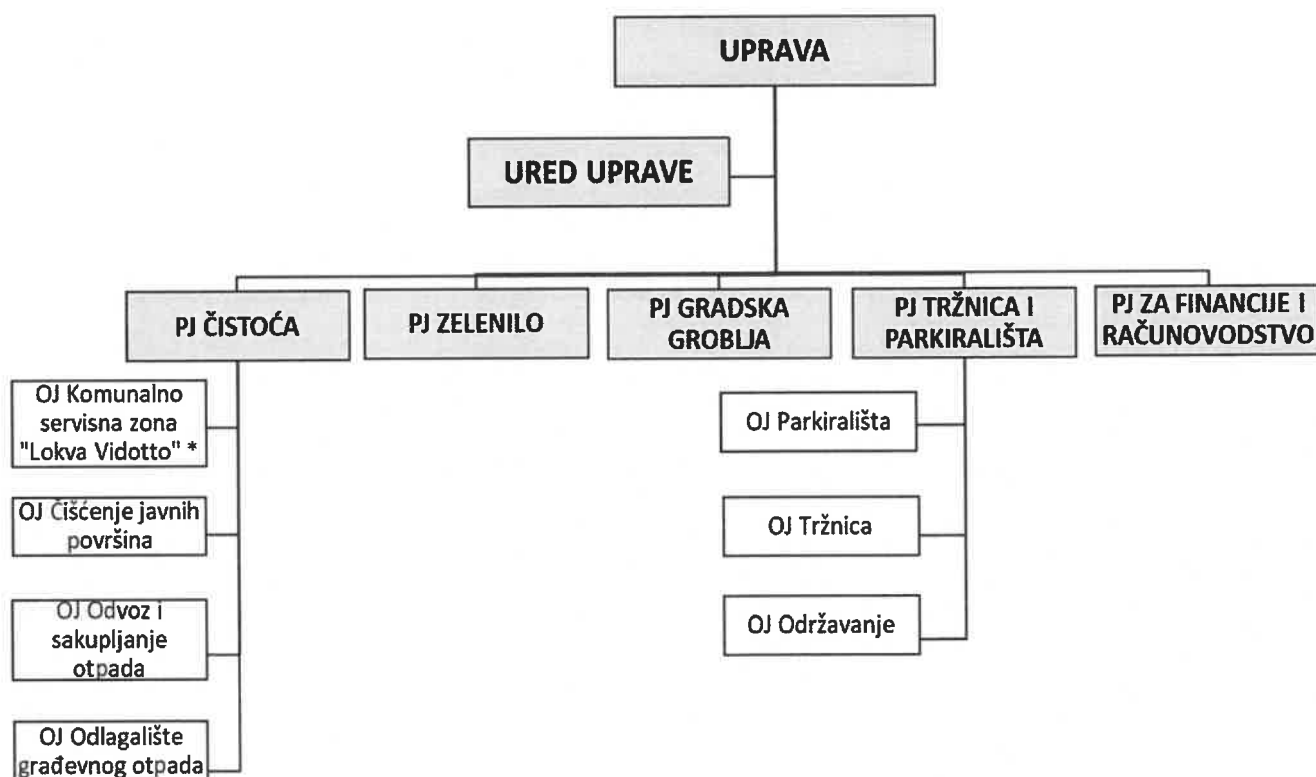 UPRAVA
URED UPRAVE
PJ ČISTOĆA
PJ ZELENILO
PJ GRADSKA
GROBLJA
PJ TRŽNICA I
PARKIRALIŠTA
PJ ZA FINANCIJE I
RAČUNOVODSTVO
OJ Komunalno
servisna zona
"Lokva Vidotto" *
OJ Čišćenje javnih
površina
OJ Odvoz i
sakupljanje
otpada
OJ Odlagalište
građevnog otpada
OJ Parkirališta
OJ Tržnica
OJ Održavanje